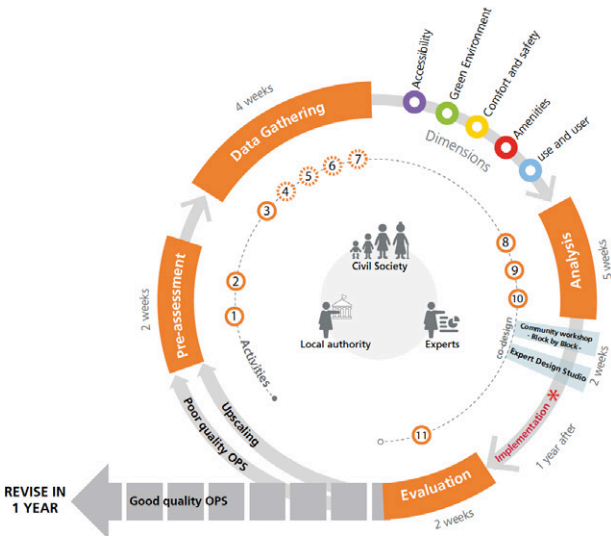 Accessibility
Green Environment
Comfort and safety
Amenities
use and user
Dimensions
4 weeks
Data Gathering
7
6
5
4
3
2
1
Activities
2 weeks
Pre-assessment
Civil Society
Local authority
Experts
8
9
10
11
Analysis
5 weeks
co-design
Community workshop
- Block by Block -
Expert Design Studio
2 weeks
Implementation *
1 year after
Evaluation
2 weeks
Upscaling
Poor quality OPS
Good quality OPS
REVISE IN
1 YEAR